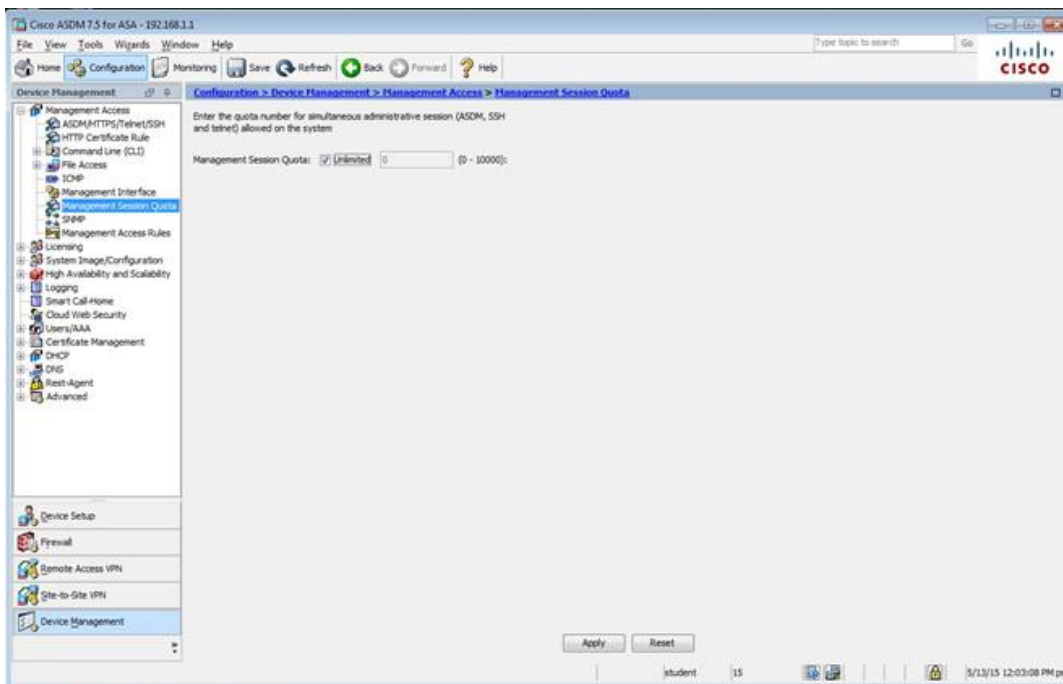 Cisco ASDM 7.5 for ASA - 192.168.1.1
File View Tools Wizards Window Help
Type topic to search Go
Home Configuration Monitoring Save Refresh Back Forward Help
CISCO
Device Management
Configuration > Device Management > Management Access > Management Session Quota
Management Access
ASDM/HTTPS/Telnet/SSH
HTTP Certificate Rule
Command Line (CLI)
File Access
ICMP
Management Interface
Management Session Quota
SNMP
Management Access Rules
Licensing
System Image/Configuration
High Availability and Scalability
Logging
Smart Call-Home
Cloud Web Security
Users/AAA
Certificate Management
DHCP
DNS
Rest-Agent
Advanced
Enter the quota number for simultaneous administrative session (ASDM, SSH
and telnet) allowed on the system
Management Session Quota: Unlimited 0 (0 - 10000):
Device Setup
Firewall
Remote Access VPN
Site-to-Site VPN
Device Management
Apply Reset
student 15 5/13/15 12:03:08 PM